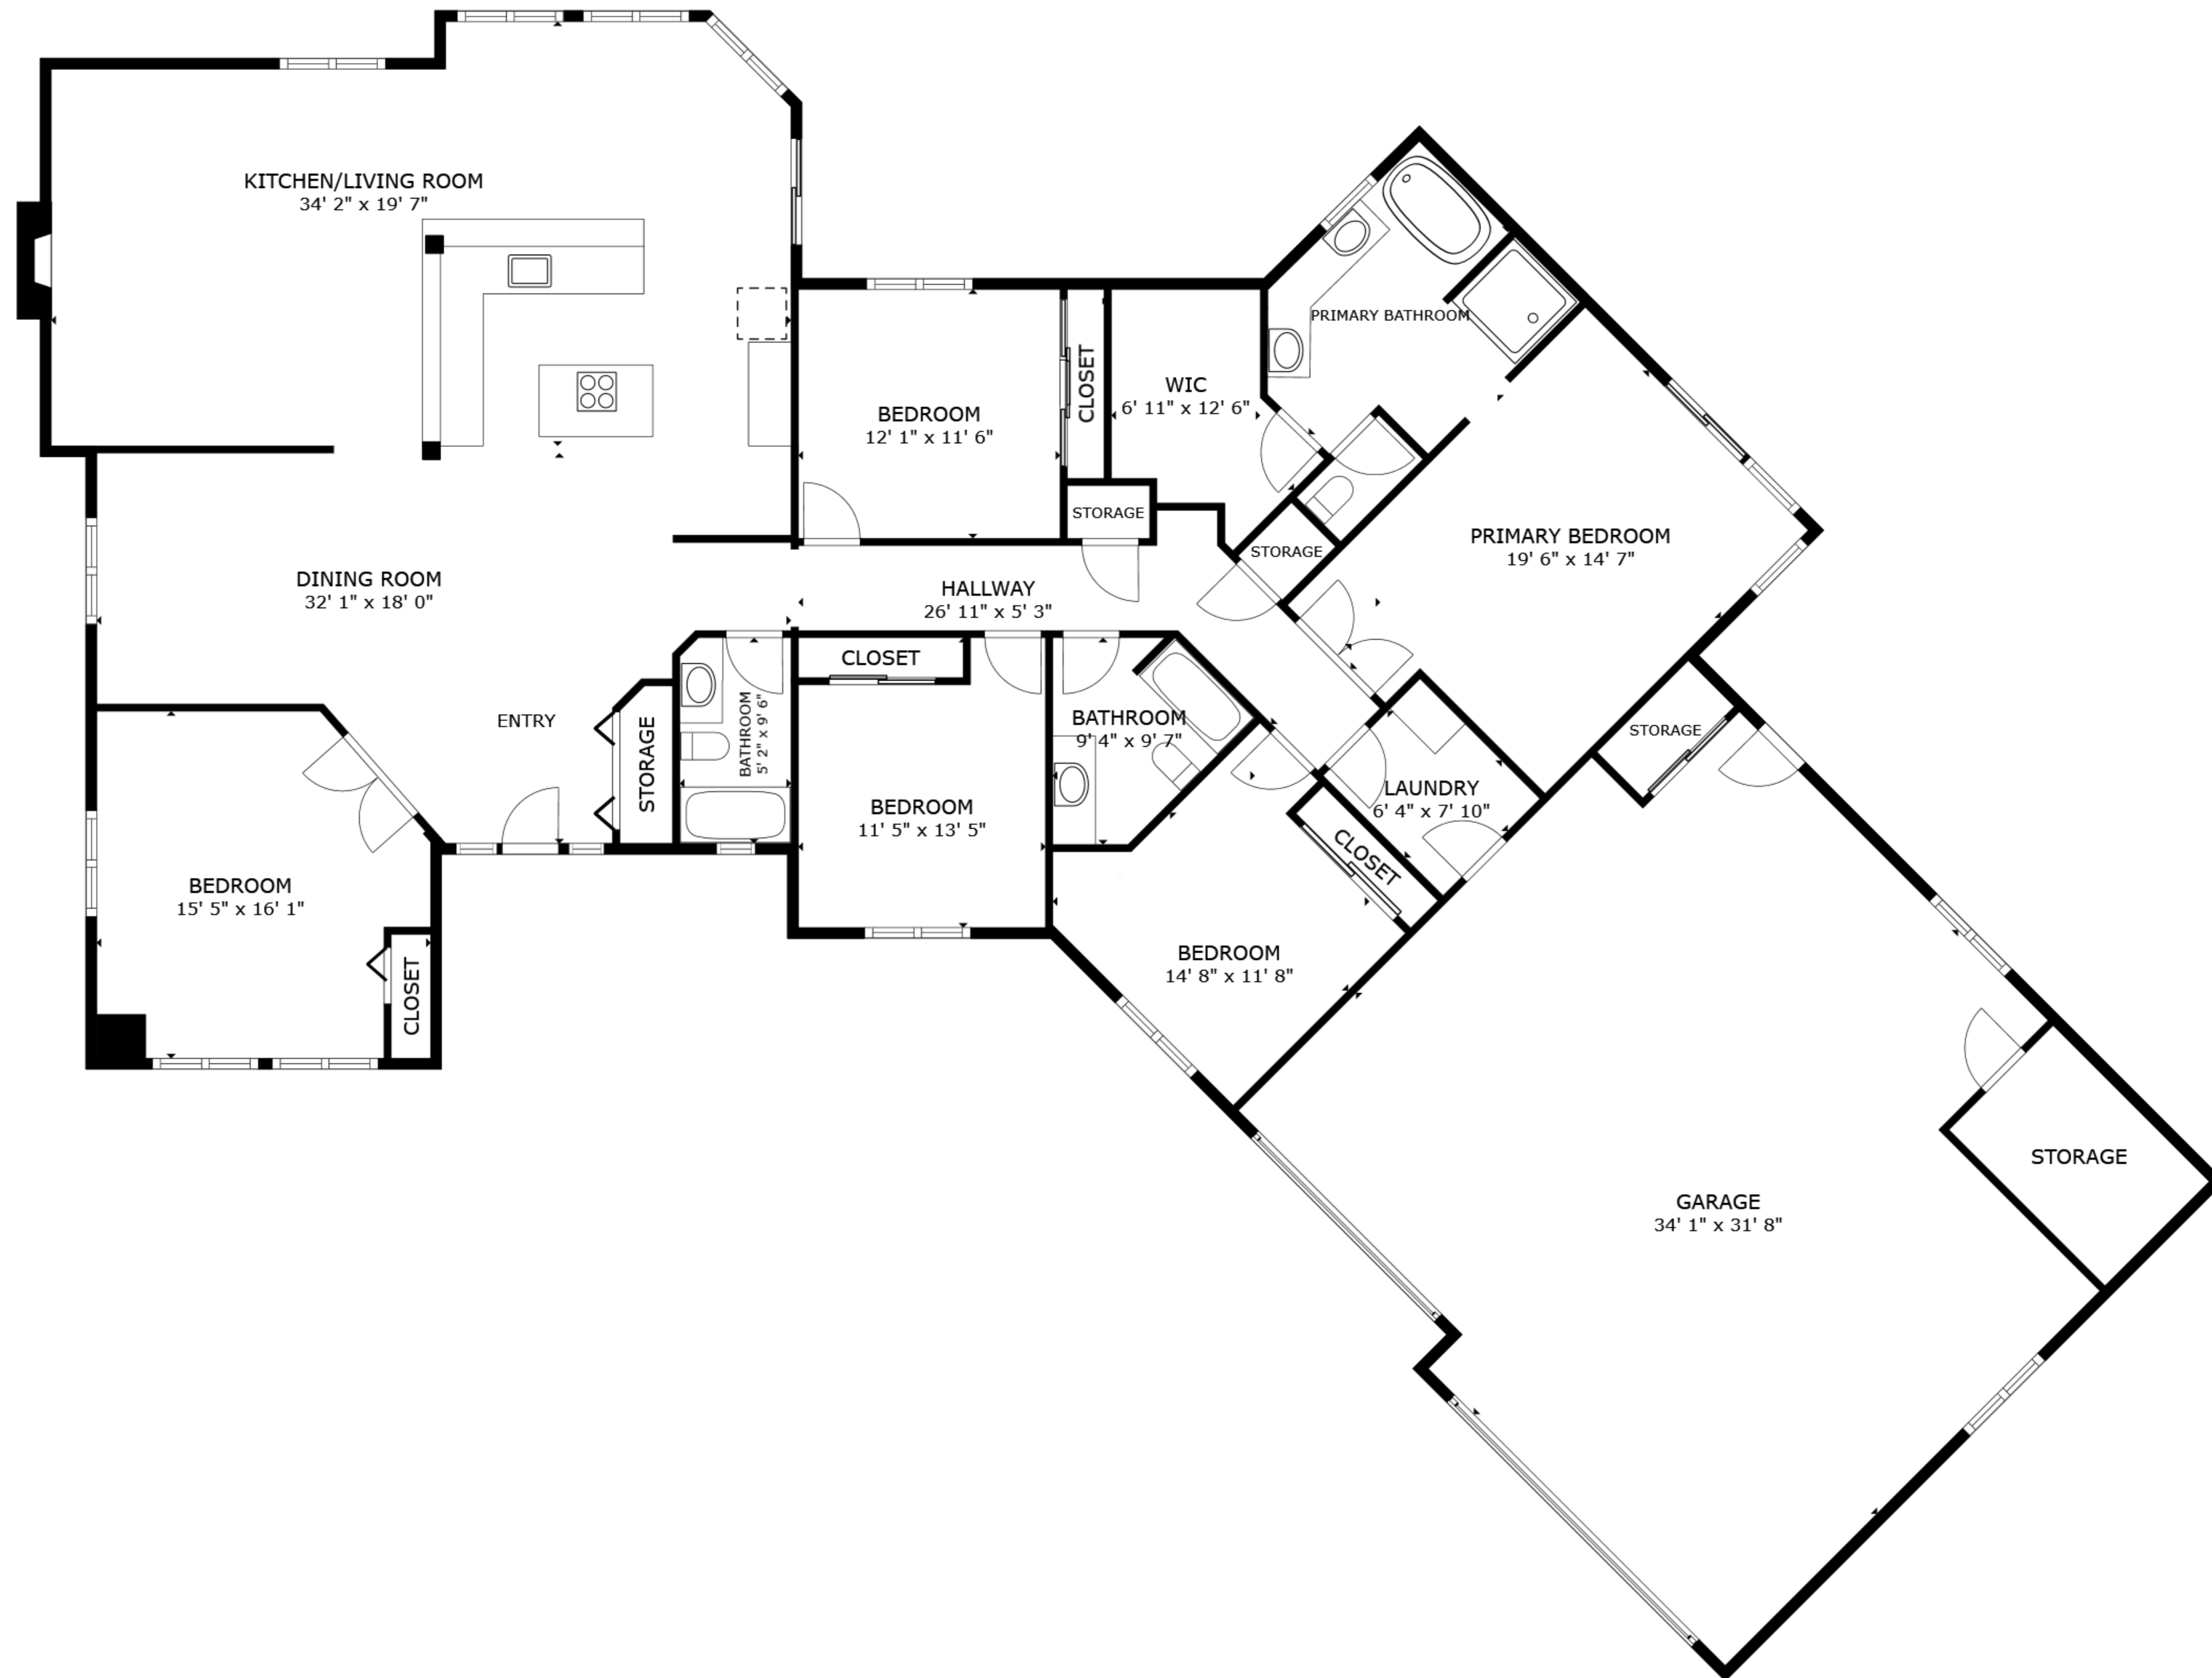 KITCHEN/LIVING ROOM
34' 2" x 19' 7"
PRIMARY BATHROOM
CLOSET
WIC
6' 11" x 12' 6"
BEDROOM
12' 1" x 11' 6"
STORAGE
STORAGE
PRIMARY BEDROOM
19' 6" x 14' 7"
DINING ROOM
32' 1" x 18' 0"
HALLWAY
26' 11" x 5' 3"
CLOSET
ENTRY
STORAGE
BATHROOM
5' 2" x 9' 6"
BATHROOM
9' 4" x 9' 7"
STORAGE
LAUNDRY
6' 4" x 7' 10"
BEDROOM
11' 5" x 13' 5"
CLOSET
BEDROOM
15' 5" x 16' 1"
CLOSET
BEDROOM
14' 8" x 11' 8"
STORAGE
GARAGE
34' 1" x 31' 8"